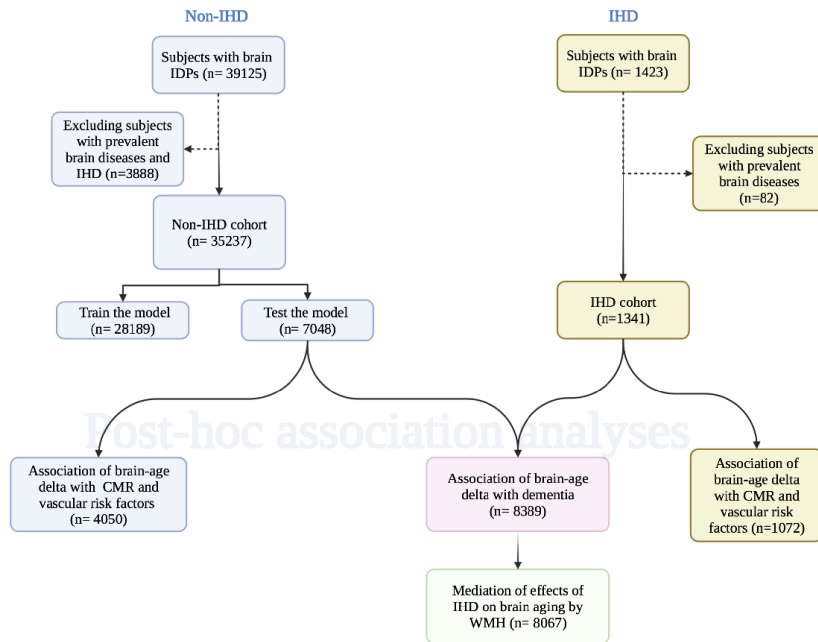 Non-IHD
IHD
Subjects with brain
IDPs (n= 39125)
Subjects with brain
IDPs (n= 1423)
Excluding subjects
with prevalent
brain diseases and
IHD (n=3888)
Excluding subjects
with prevalent
brain diseases
(n=82)
Non-IHD cohort
(n= 35237)
IHD cohort
(n=1341)
Train the model
(n= 28189)
Test the model
(n= 7048)
Post-hoc association analyses
Association of brain-age
delta with CMR and
vascular risk factors
(n= 4050)
Association of brain-age
delta with dementia
(n= 8389)
Association of
brain-age delta
with CMR and
vascular risk
factors (n=1072)
Mediation of effects of
IHD on brain aging by
WMH (n= 8067)